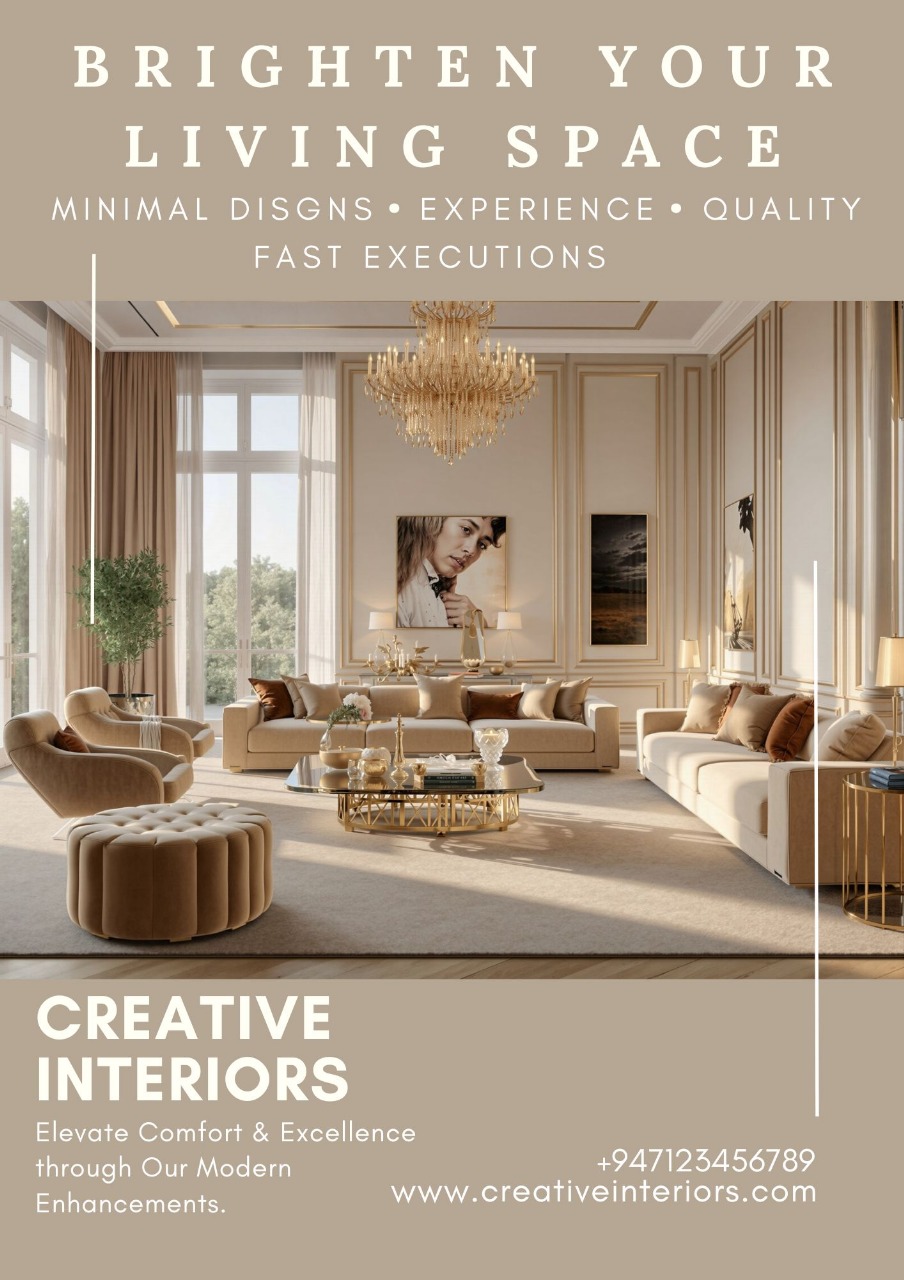 BRIGHTEN YOUR
LIVING SPACE
MINIMAL DISGNS • EXPERIENCE • QUALITY
FAST EXECUTIONS
CREATIVE
INTERIORS
Elevate Comfort & Excellence
through Our Modern
Enhancements.
+947123456789
www.creativeinteriors.com